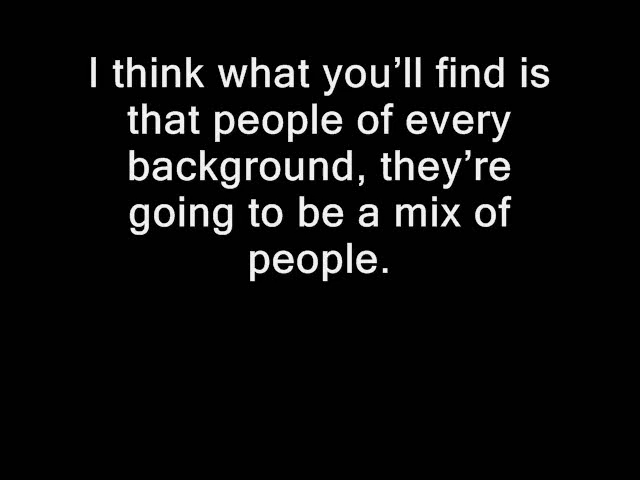 I think what you’ll find is
that people of every
background, they’re
going to be a mix of
people.